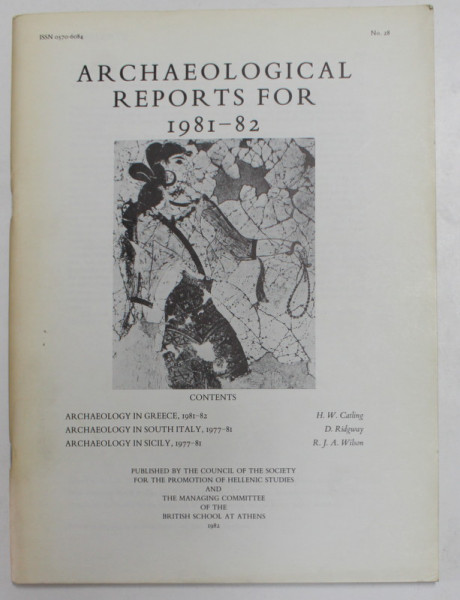 ISSN 0570-6084 No. 28
ARCHAEOLOGICAL
REPORTS FOR
1981–82
CONTENTS
ARCHAEOLOGY IN GREECE, 1981–82 H. W. Catling
ARCHAEOLOGY IN SOUTH ITALY, 1977–81 D. Ridgway
ARCHAEOLOGY IN SICILY, 1977–81 R. J. A. Wilson
PUBLISHED BY THE COUNCIL OF THE SOCIETY
FOR THE PROMOTION OF HELLENIC STUDIES
AND
THE MANAGING COMMITTEE
OF THE
BRITISH SCHOOL AT ATHENS
1982